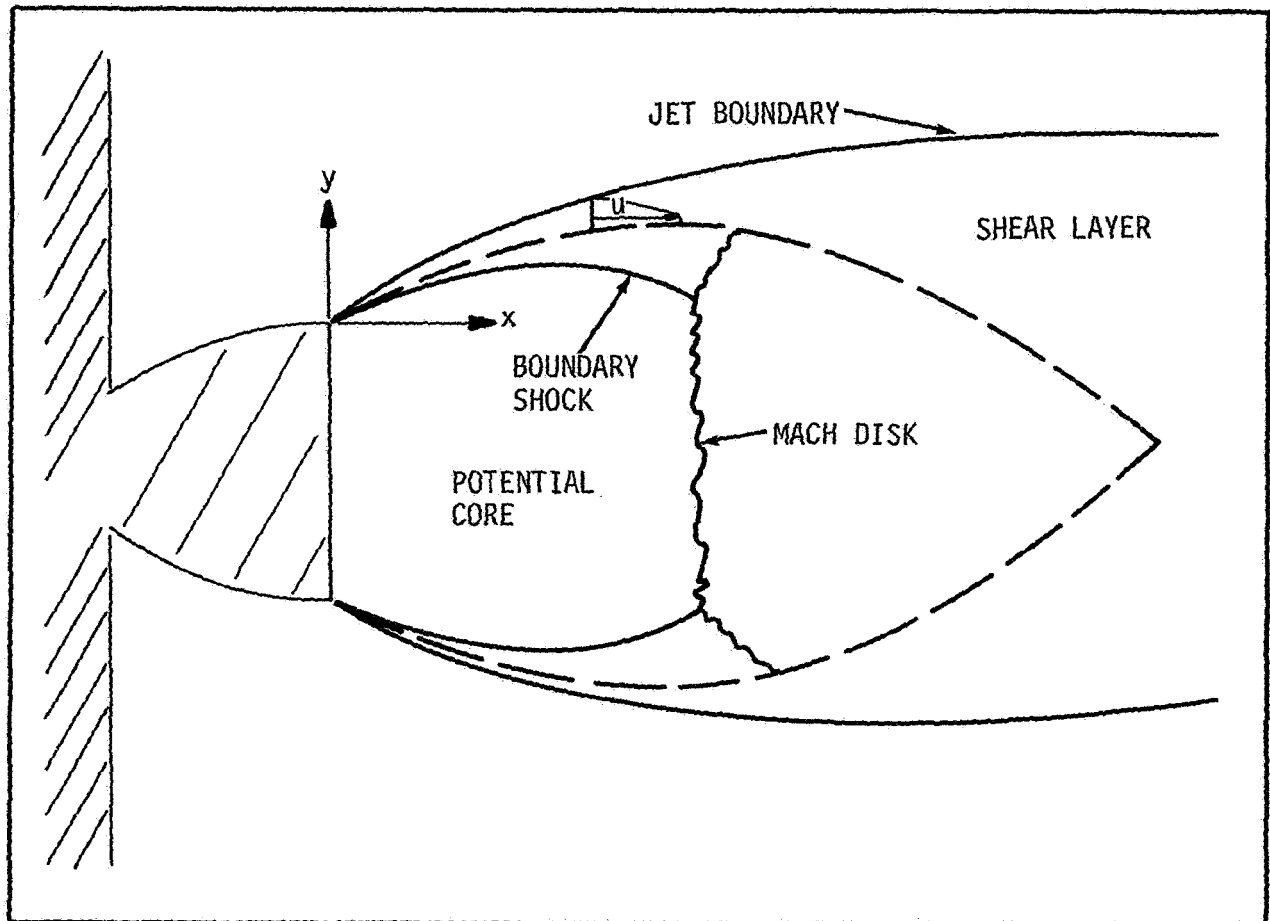 JET BOUNDARY
y
u
SHEAR LAYER
x
BOUNDARY
SHOCK
MACH DISK
POTENTIAL
CORE